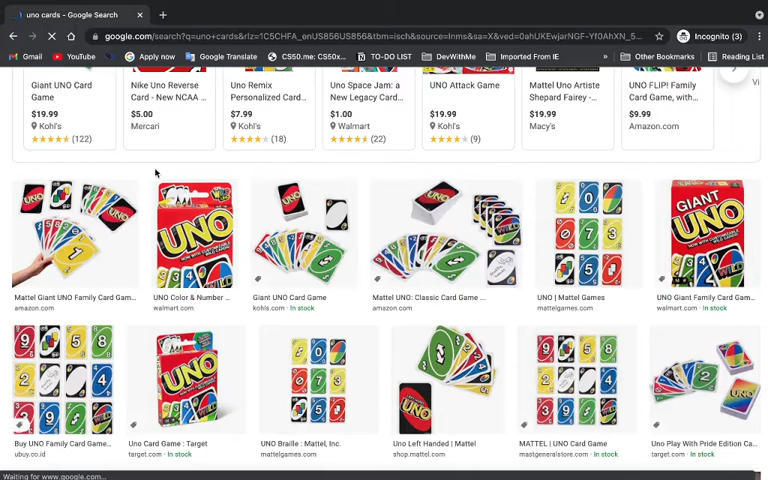 uno cards - Google Search
google.com/search?q=uno+cards&rlz=1C5CHFA_enUS856US856&tbm=isch&source=lnms&sa=X&ved=0ahUKEwjarNGF-Yf0AhXN_5...
Incognito (3)
Gmail YouTube Maps Apply now Google Translate CS50.me: CS50x... TO-DO LIST DevWithMe Imported From IE » Other Bookmarks Reading List
Giant UNO Card Game
$19.99
Kohl's
(122)
Nike Uno Reverse Card - New NCAA ...
$5.00
Mercari
Uno Remix Personalized Card...
$7.99
Kohl's
(18)
Uno Space Jam: a New Legacy Card...
$1.00
Walmart
(22)
UNO Attack Game
$19.99
Kohl's
(9)
Mattel Uno Artiste Shepard Fairey -...
$19.99
Macy's
UNO FLIP! Family Card Game, with...
$9.99
Amazon.com
Vi
Mattel Giant UNO Family Card Gam...
amazon.com
UNO Color & Number ...
walmart.com
Giant UNO Card Game
kohls.com · In stock
Mattel UNO: Classic Card Game ...
amazon.com
UNO | Mattel Games
mattelgames.com
UNO Giant Family Card Gam...
walmart.com · In stock
Buy UNO Family Card Game...
ubuy.co.id
Uno Card Game : Target
target.com · In stock
UNO Braille : Mattel, Inc.
mattelgames.com
Uno Left Handed | Mattel
shop.mattel.com
MATTEL | UNO Card Game
mastgeneralstore.com · In stock
Uno Play With Pride Edition Ca...
target.com · In stock
Waiting for www.google.com...